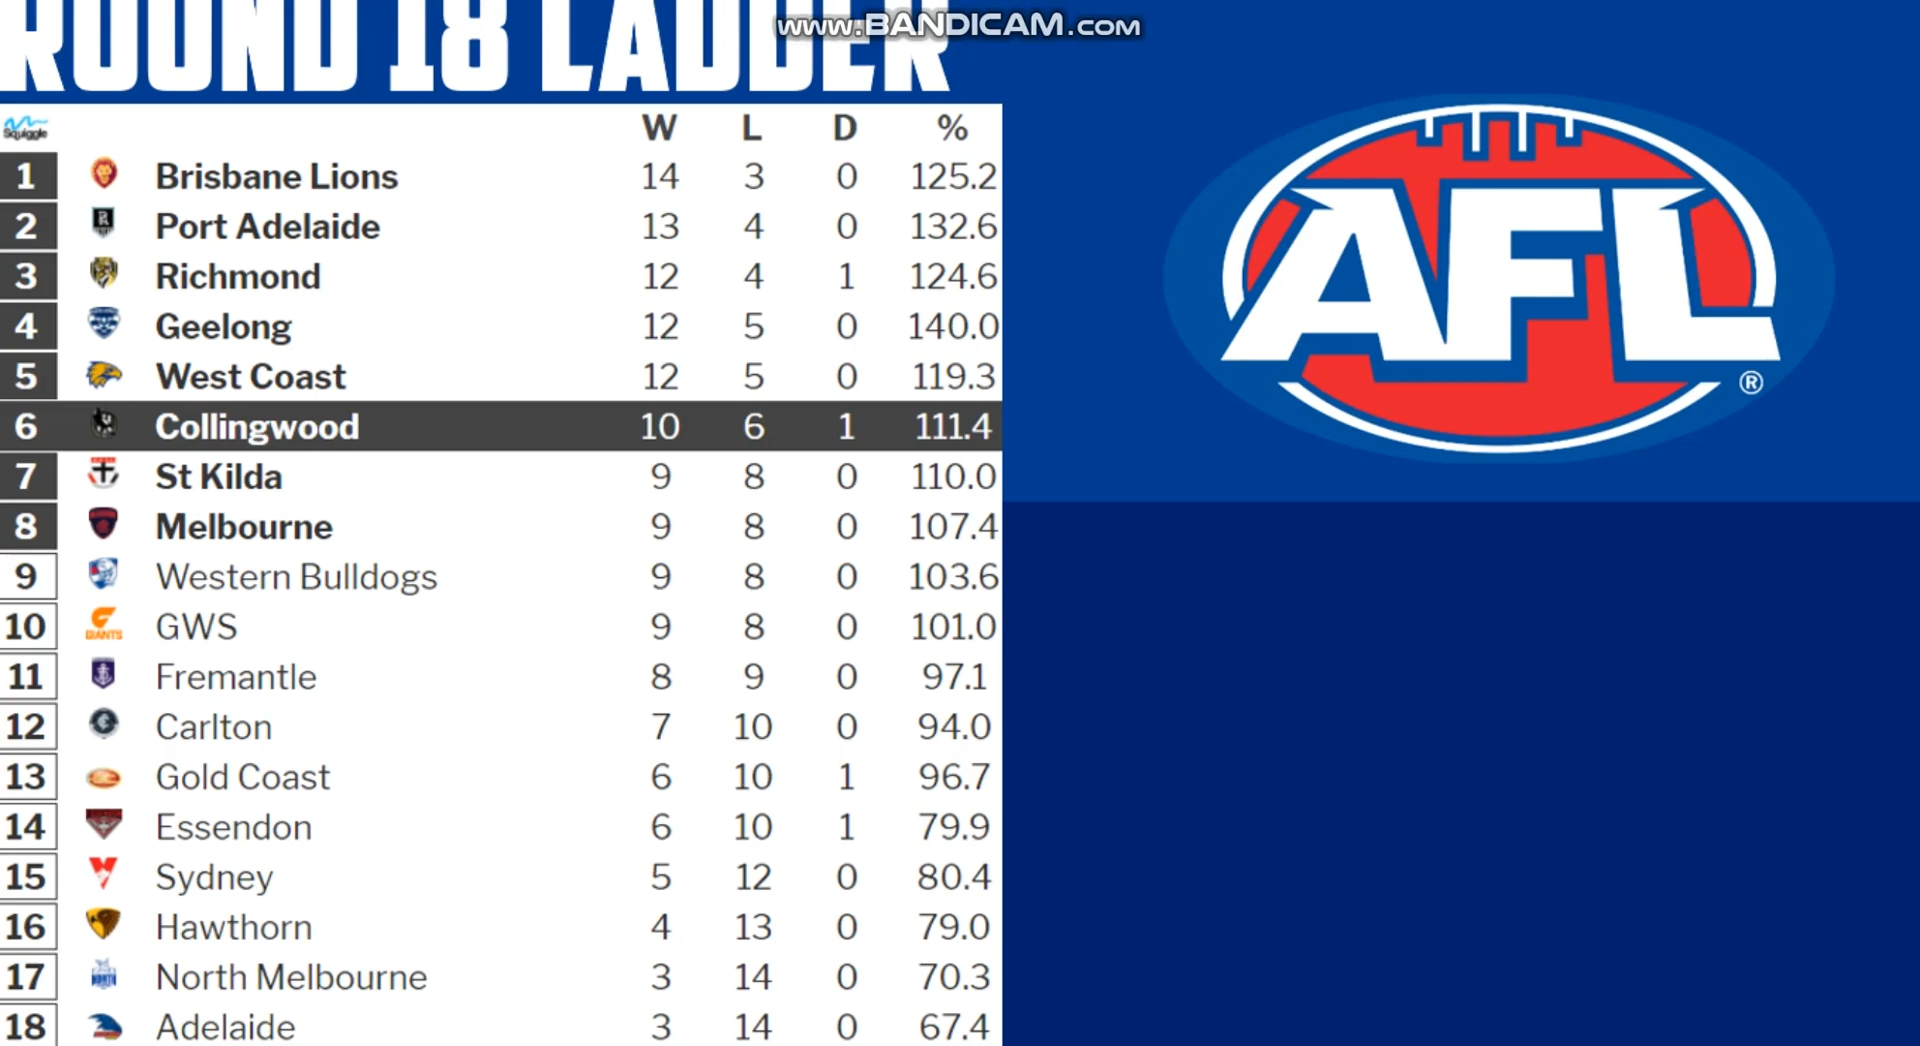 www.BANDICAM.com
ROUND 18 LADDER
Squiggle W L D %
1 Brisbane Lions 14 3 0 125.2
2 Port Adelaide 13 4 0 132.6
3 Richmond 12 4 1 124.6
4 Geelong 12 5 0 140.0
5 West Coast 12 5 0 119.3
6 Collingwood 10 6 1 111.4
7 St Kilda 9 8 0 110.0
8 Melbourne 9 8 0 107.4
9 Western Bulldogs 9 8 0 103.6
10 GIANTS GWS 9 8 0 101.0
11 Fremantle 8 9 0 97.1
12 Carlton 7 10 0 94.0
13 Gold Coast 6 10 1 96.7
14 Essendon 6 10 1 79.9
15 Sydney 5 12 0 80.4
16 Hawthorn 4 13 0 79.0
17 NORTH North Melbourne 3 14 0 70.3
18 Adelaide 3 14 0 67.4
AFL
®